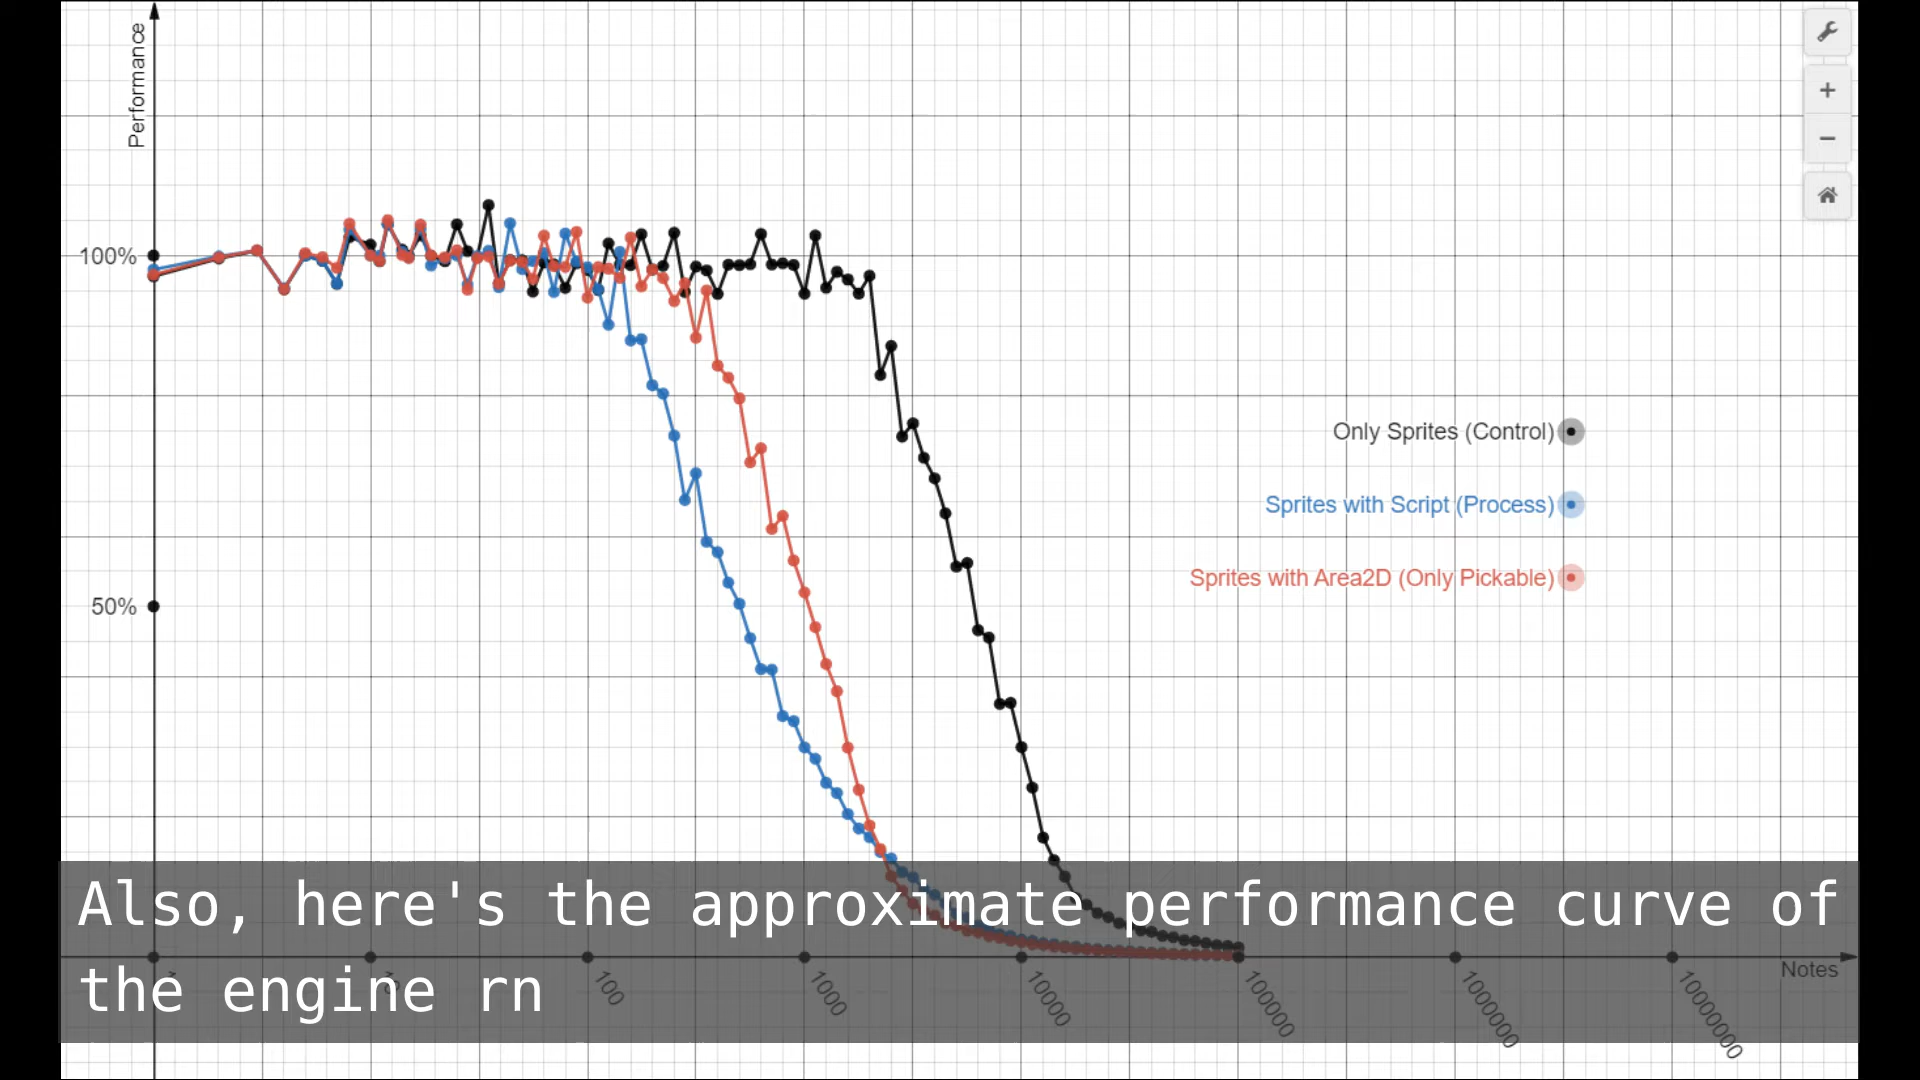 Performance
100%
Only Sprites (Control)
Sprites with Script (Process)
Sprites with Area2D (Only Pickable)
50%
Also, here's the approximate performance curve of
the engine rn
Notes
100
1000
10000
100000
1000000
10000000